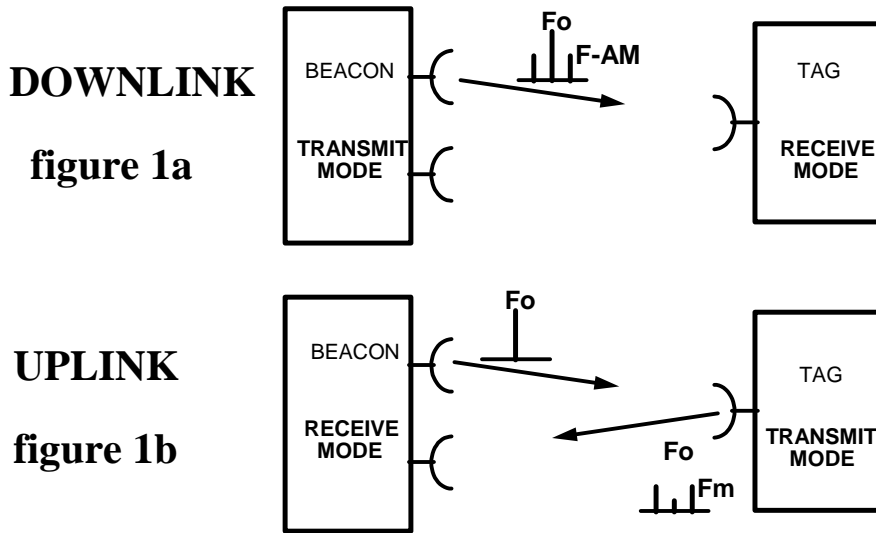 DOWNLINK
figure 1a
BEACON
TRANSMIT
MODE
Fo
F-AM
TAG
RECEIVE
MODE
UPLINK
figure 1b
BEACON
RECEIVE
MODE
Fo
Fo
Fm
TAG
TRANSMIT
MODE